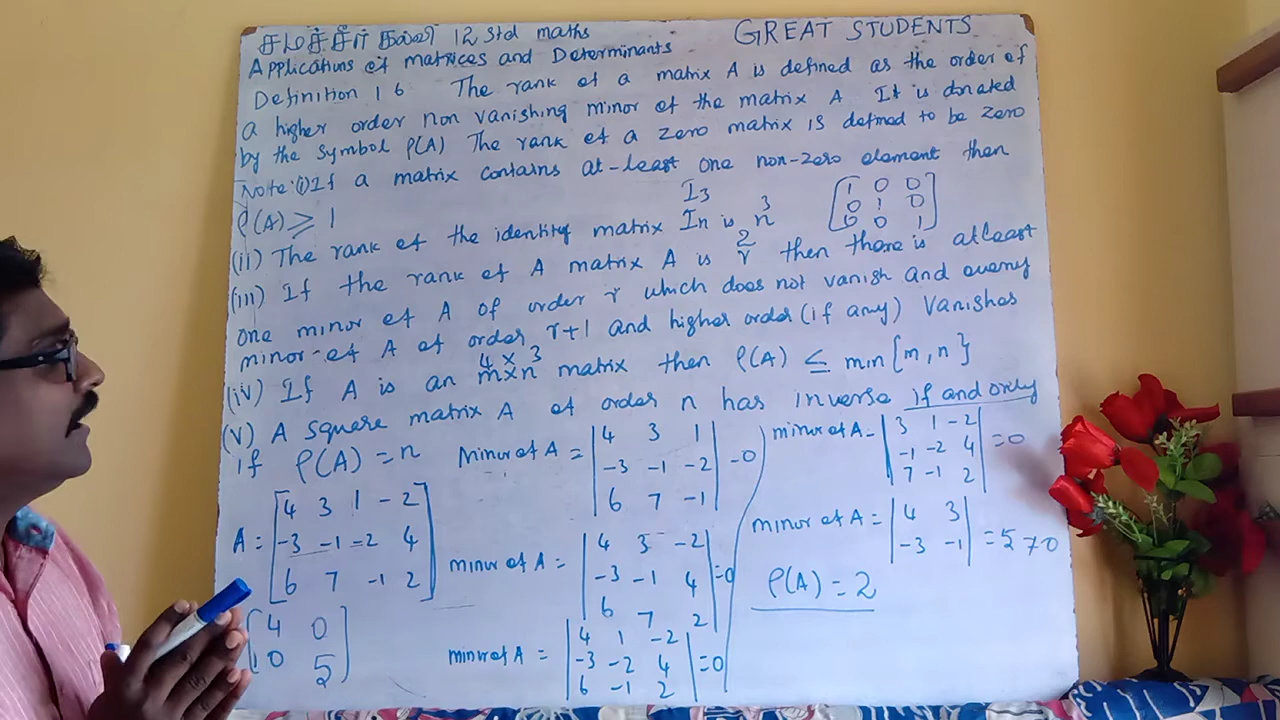 சமச்சீர் கல்வி 12 std maths GREAT STUDENTS
Applications of matrices and Determinants
Definition 1 6 The rank of a matrix A is defined as the order of
a higher order non vanishing minor of the matrix A It is donated
by the symbol ρ(A) The rank of a zero matrix is defined to be zero
Note: (i) If a matrix contains at-least one non-zero element then
ρ(A) ≥ 1
I3 3
(ii) The rank of the identity matrix In is n
[1 0 0
0 1 0
0 0 1]
2
(iii) If the rank of A matrix A is r then there is atleast
one minor of A of order r which does not vanish and every
minor of A of order r+1 and higher order (if any) vanishes
4 × 3
(iv) If A is an m×n matrix then ρ(A) ≤ min {m, n}
(v) A square matrix A of order n has inverse if and only
if ρ(A) = n
A = [4 3 1 -2
-3 -1 -2 4
6 7 -1 2]
[4 0
0 5]
Minor of A = |4 3 1
-3 -1 -2
6 7 -1| -0
minor of A = |4 3 -2
-3 -1 4
6 7 2| =0
minor of A = |4 1 -2
-3 -2 4
6 -1 2| =0
minor of A = |3 1 -2
-1 -2 4
7 -1 2| =0
minor of A = |4 3
-3 -1| = 5 ≠ 0
ρ(A) = 2